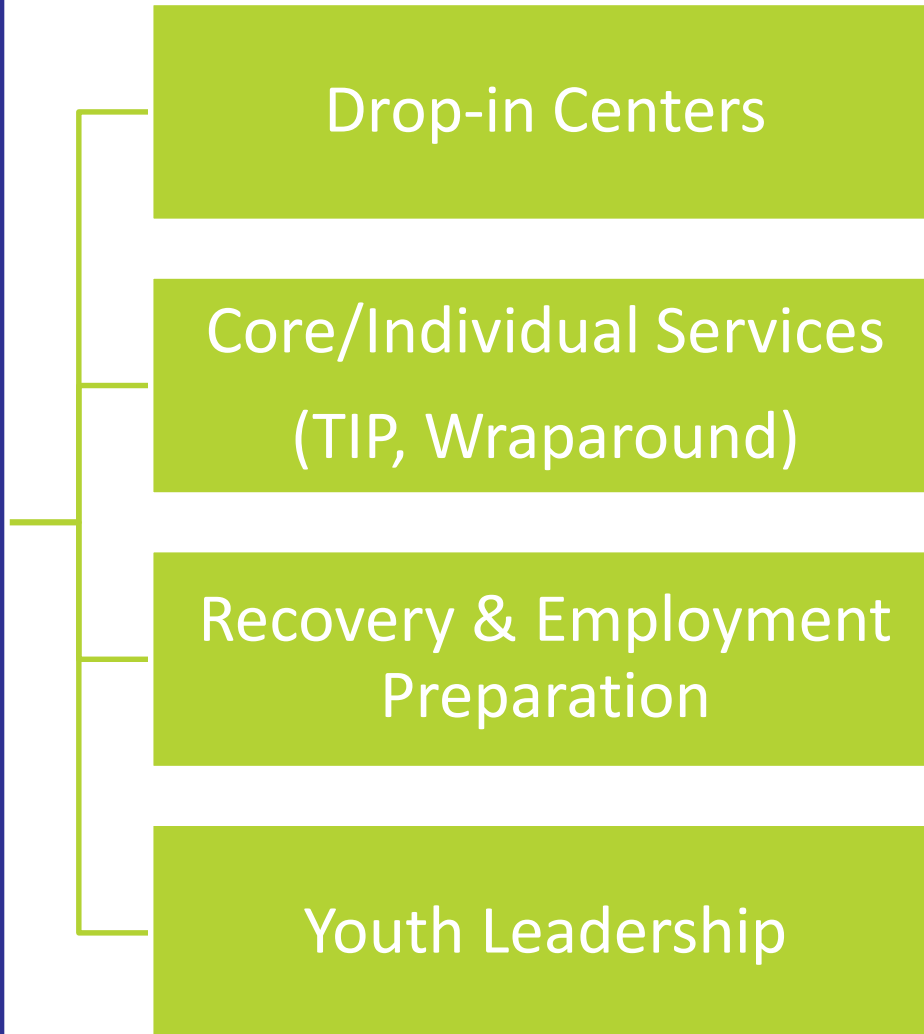 Drop-in Centers
Core/Individual Services
(TIP, Wraparound)
Recovery & Employment
Preparation
Youth Leadership